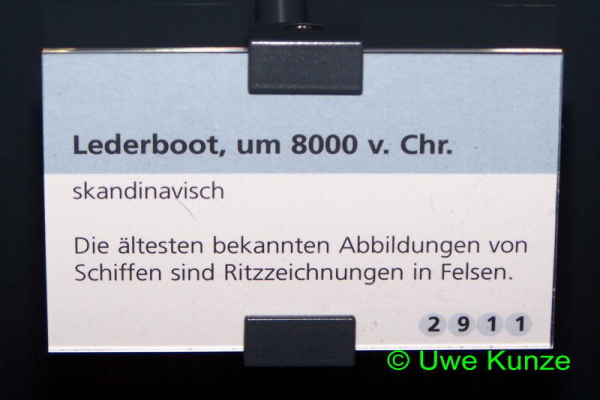 Lederboot, um 8000 v. Chr.
skandinavisch
Die ältesten bekannten Abbildungen von
Schiffen sind Ritzzeichnungen in Felsen.
2 9 1 1
© Uwe Kunze